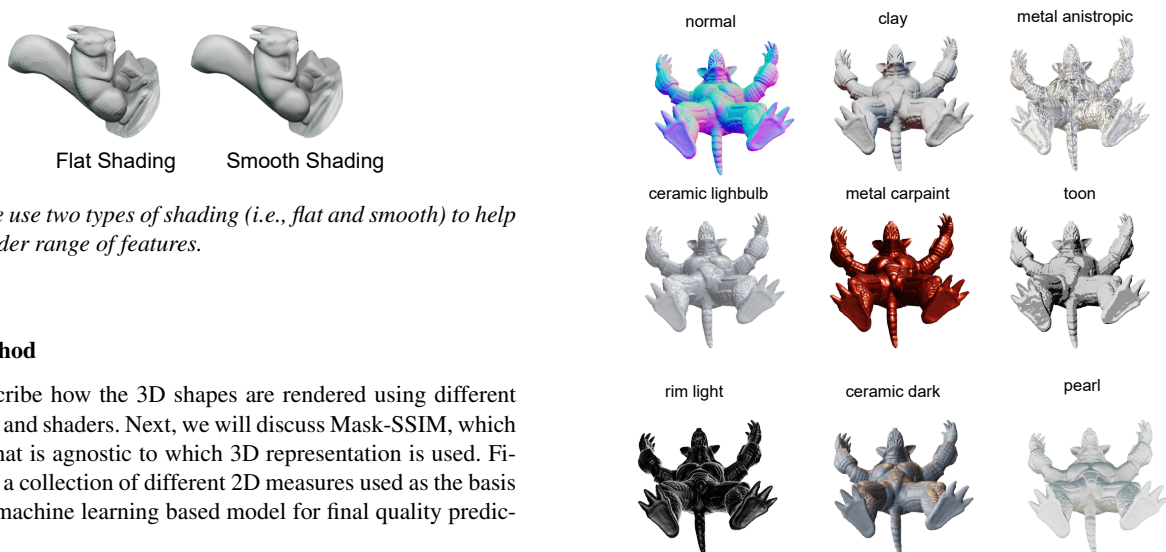 Flat Shading Smooth Shading
e use two types of shading (i.e., flat and smooth) to help
der range of features.
hod
cribe how the 3D shapes are rendered using different
and shaders. Next, we will discuss Mask-SSIM, which
hat is agnostic to which 3D representation is used. Fi-
a collection of different 2D measures used as the basis
machine learning based model for final quality predic-
normal clay metal anistropic
ceramic lighbulb metal carpaint toon
rim light ceramic dark pearl